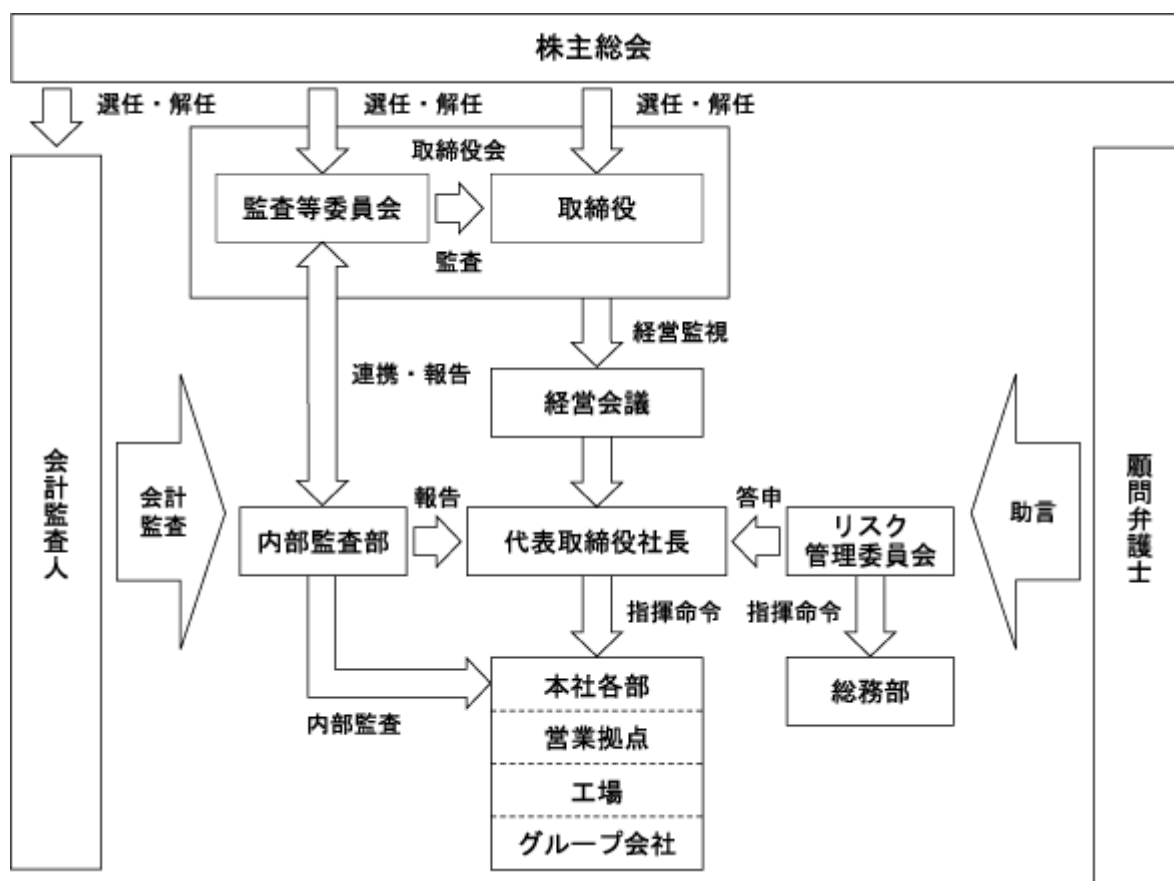 株主総会
選任・解任
選任・解任
選任・解任
取締役会
監査等委員会
取締役
監査
経営監視
連携・報告
経営会議
会計監査人
会計
監査
報告
答申
内部監査部
代表取締役社長
リスク
管理委員会
助言
顧問弁護士
指揮命令
指揮命令
本社各部
総務部
内部監査
営業拠点
工場
グループ会社